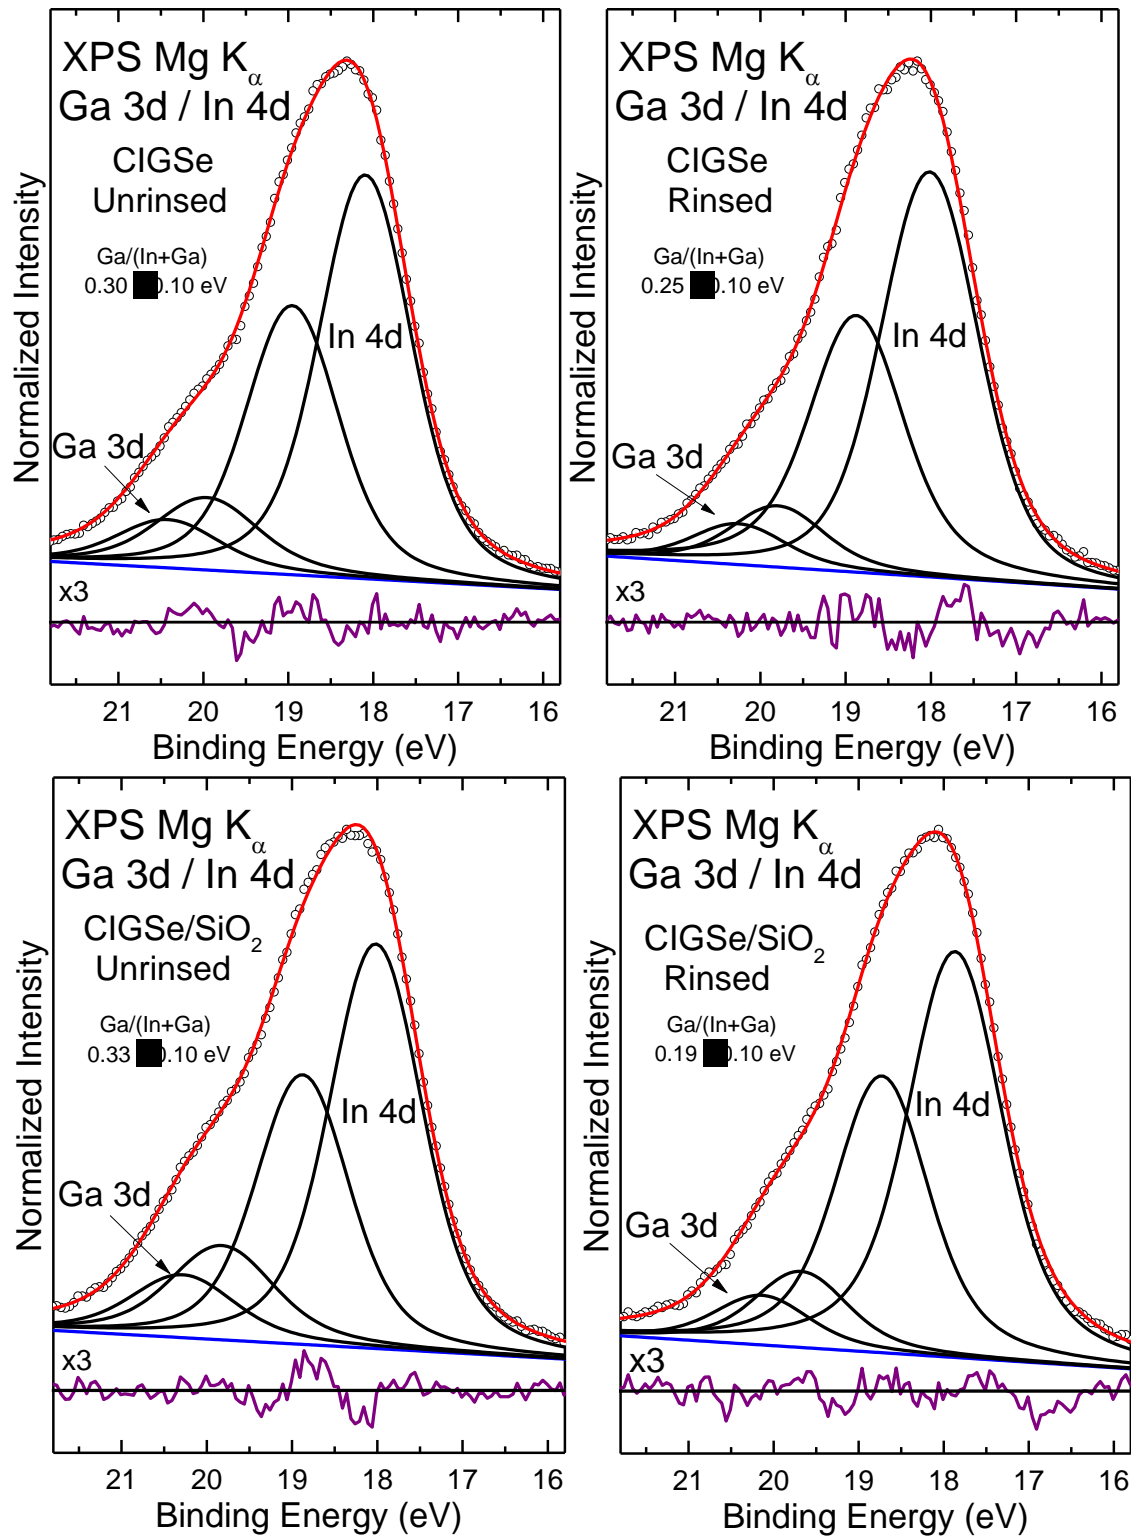 XPS Mg Kα
Ga 3d / In 4d
CIGSe
Unrinsed
Ga/(In+Ga)
0.30 0.10 eV
In 4d
Ga 3d
x3
21 20 19 18 17 16
Binding Energy (eV)
Normalized Intensity
XPS Mg Kα
Ga 3d / In 4d
CIGSe
Rinsed
Ga/(In+Ga)
0.25 0.10 eV
In 4d
Ga 3d
x3
21 20 19 18 17 16
Binding Energy (eV)
Normalized Intensity
XPS Mg Kα
Ga 3d / In 4d
CIGSe/SiO2
Unrinsed
Ga/(In+Ga)
0.33 0.10 eV
In 4d
Ga 3d
x3
21 20 19 18 17 16
Binding Energy (eV)
Normalized Intensity
XPS Mg Kα
Ga 3d / In 4d
CIGSe/SiO2
Rinsed
Ga/(In+Ga)
0.19 0.10 eV
In 4d
Ga 3d
x3
21 20 19 18 17 16
Binding Energy (eV)
Normalized Intensity